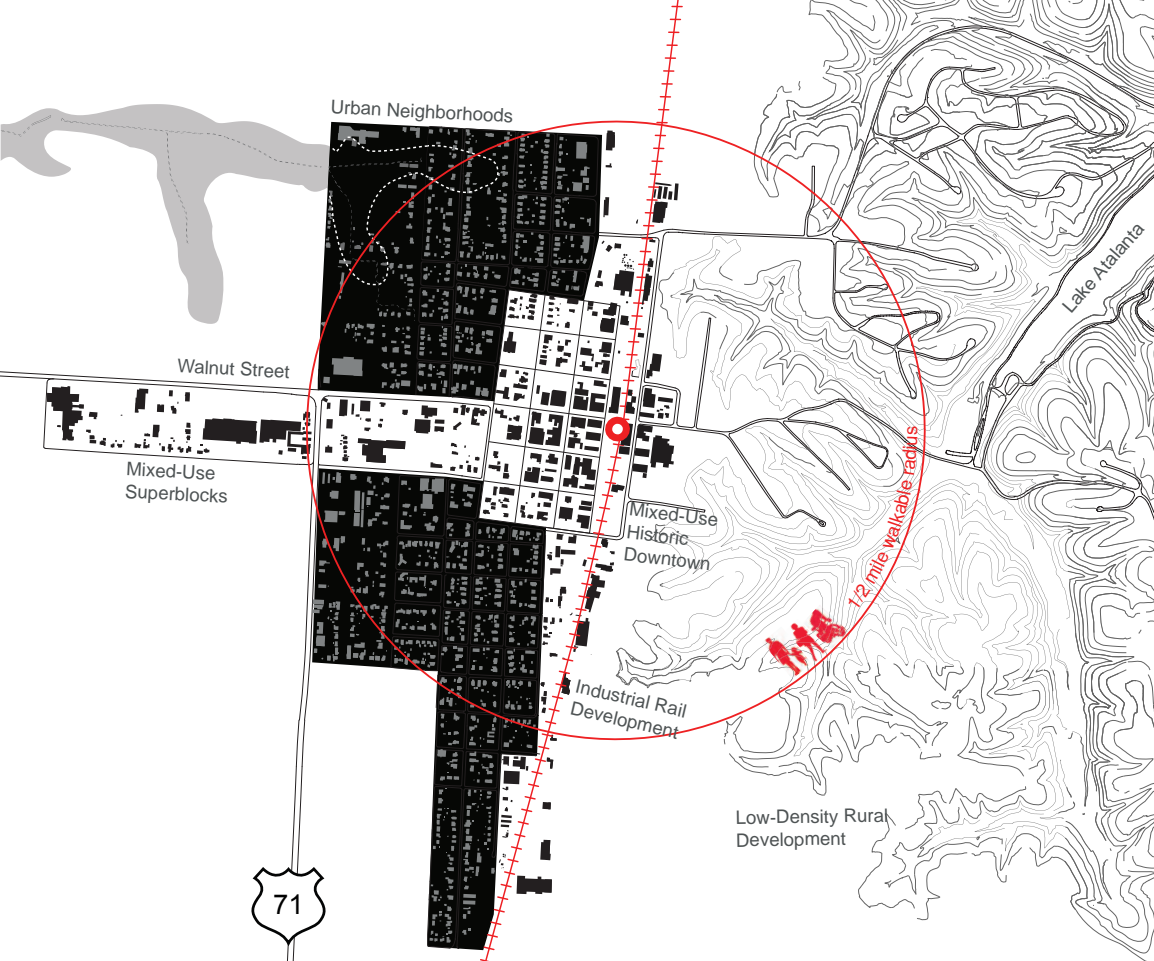 Urban Neighborhoods
Lake Atalanta
Walnut Street
Mixed-Use
Superblocks
Mixed-Use
Historic
Downtown
1/2 mile walkable radius
Industrial Rail
Development
Low-Density Rural
Development
71